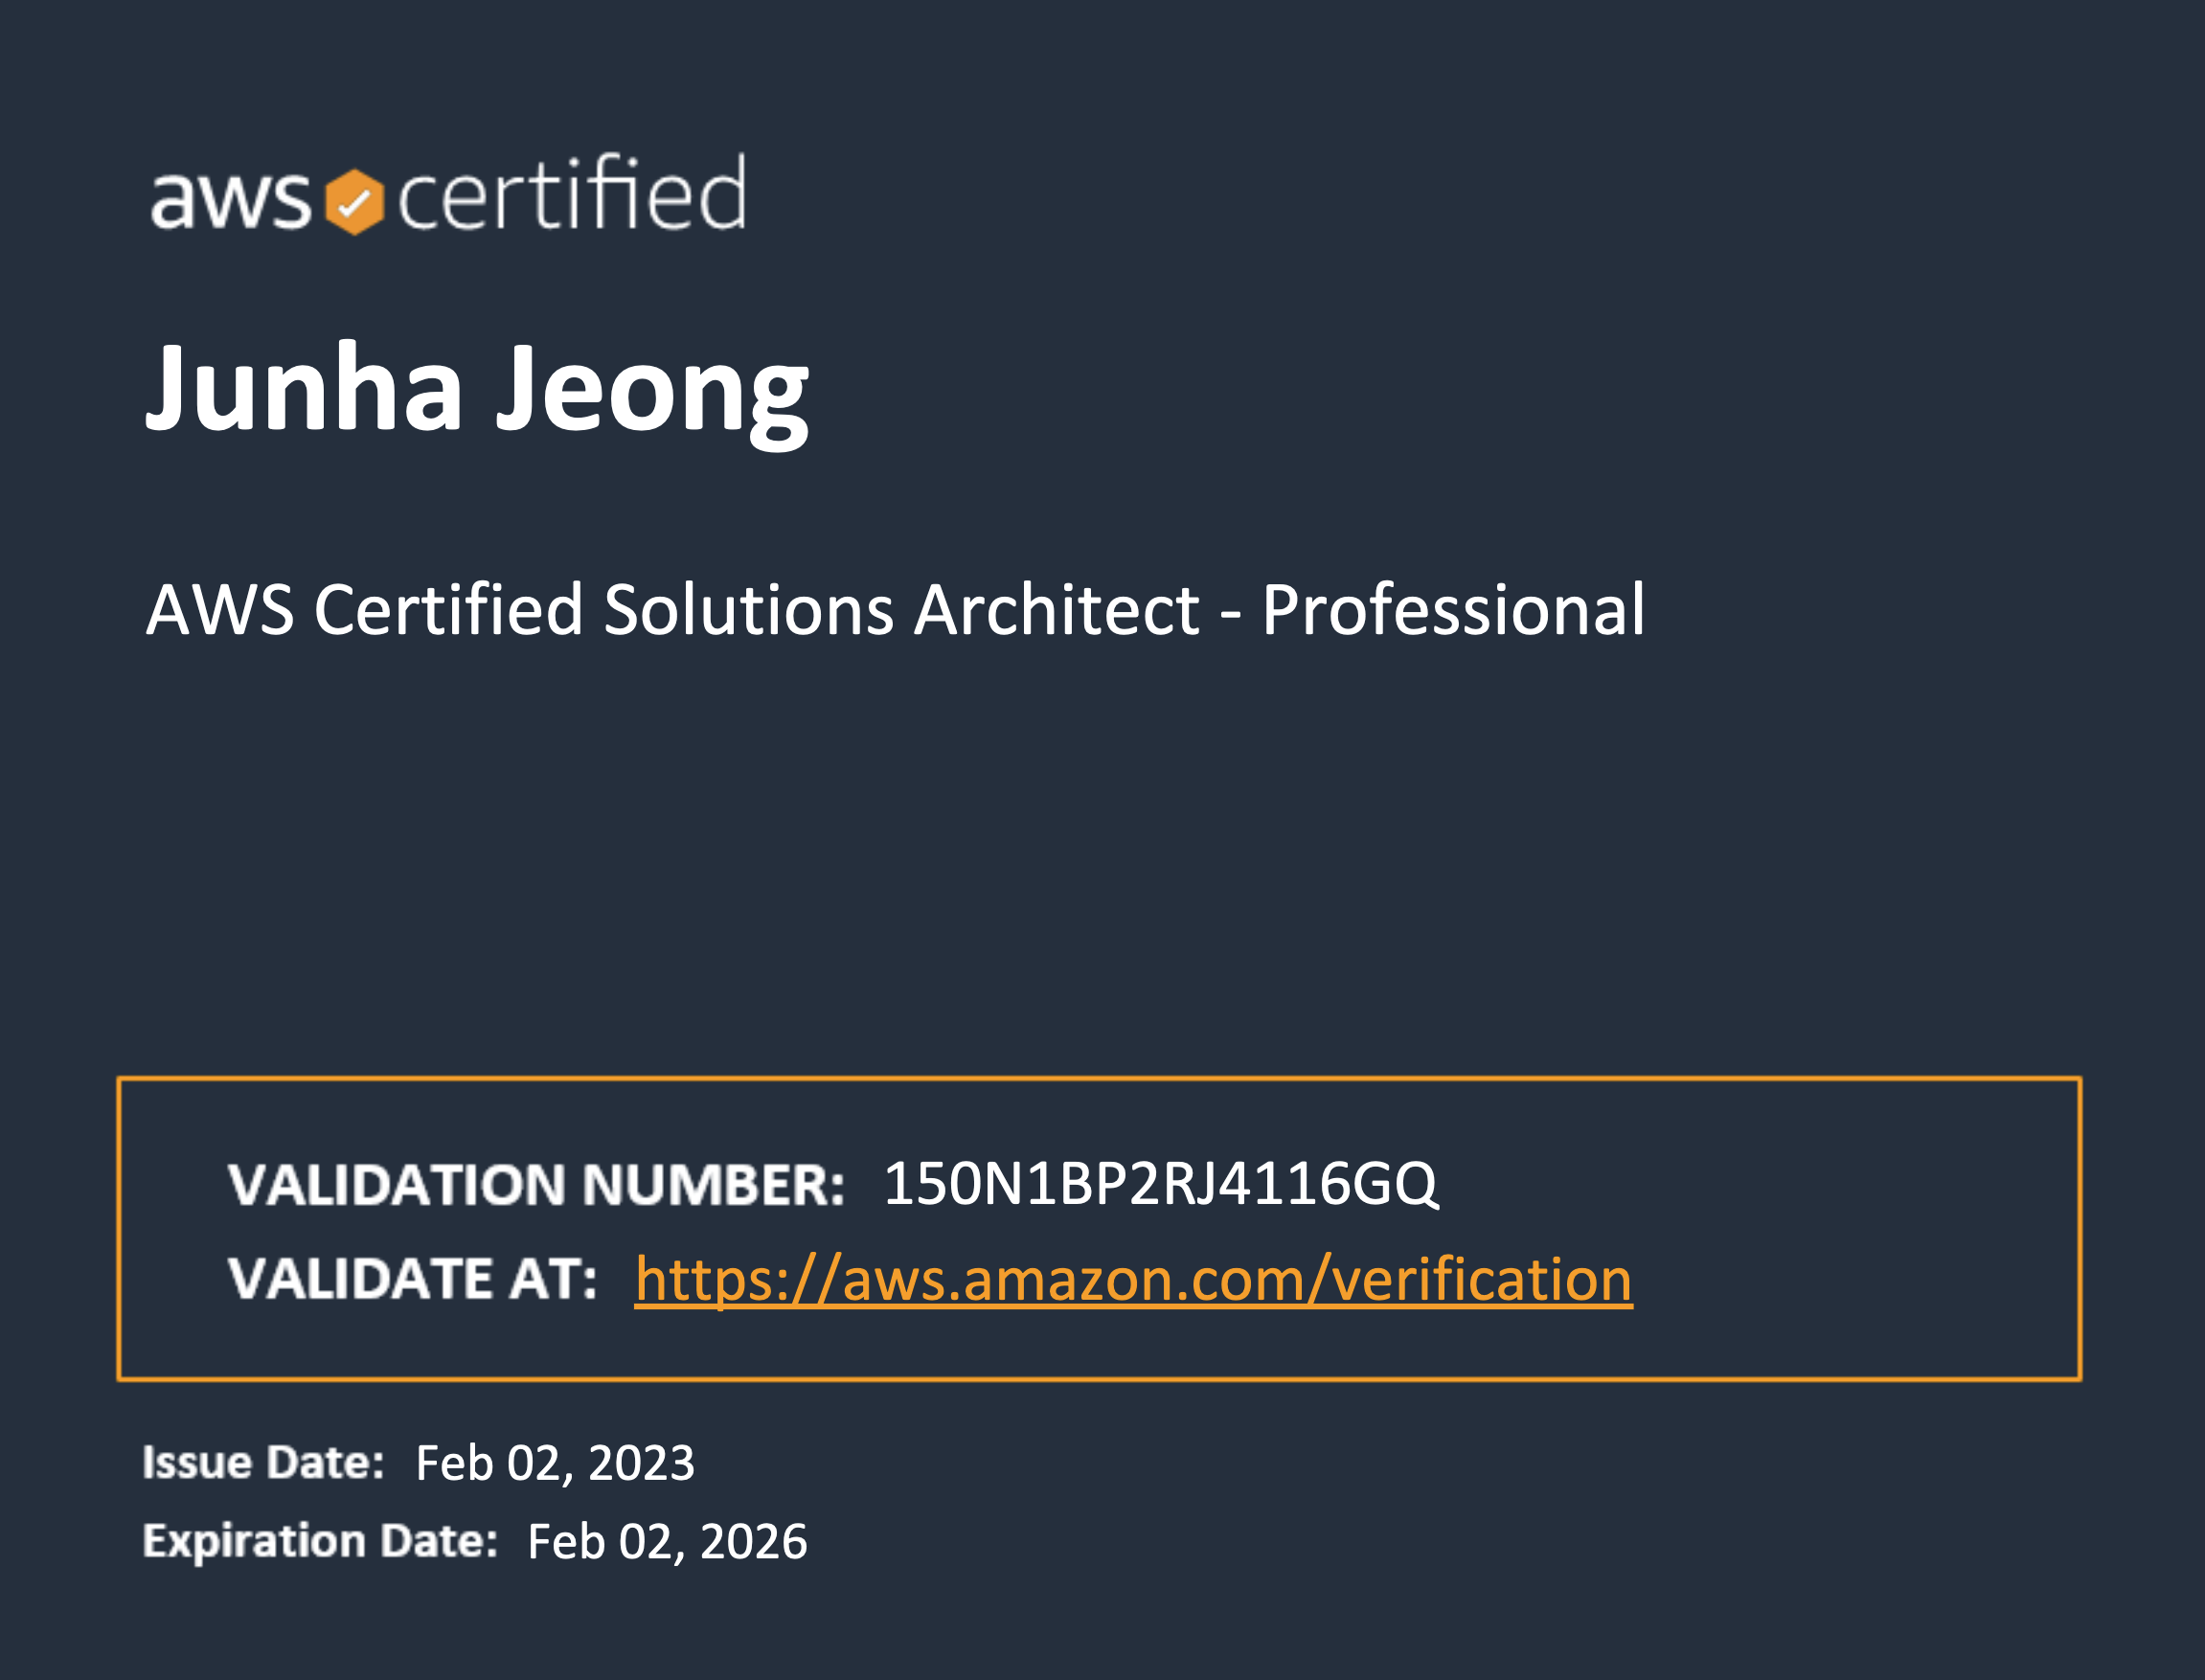 aws certified
Junha Jeong
AWS Certified Solutions Architect - Professional
VALIDATION NUMBER: 150N1BP2RJ4116GQ
VALIDATE AT: https://aws.amazon.com/verification
Issue Date: Feb 02, 2023
Expiration Date: Feb 02, 2026